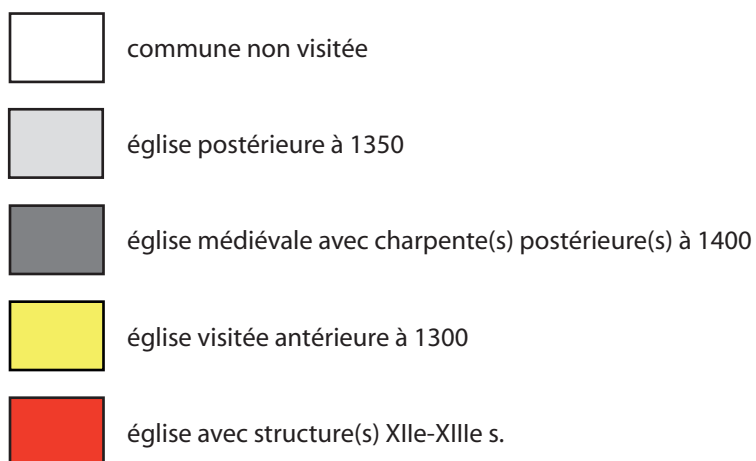 commune non visitée
église postérieure à 1350
église médiévale avec charpente(s) postérieure(s) à 1400
église visitée antérieure à 1300
église avec structure(s) XIIe-XIIIe s.